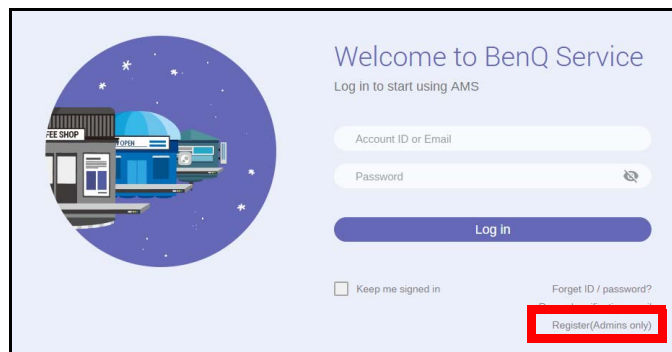 Welcome to BenQ Service
Log in to start using AMS
FEE SHOP
OPEN
Account ID or Email
Password
Log in
Keep me signed in
Forget ID / password?
Register(Admins only)